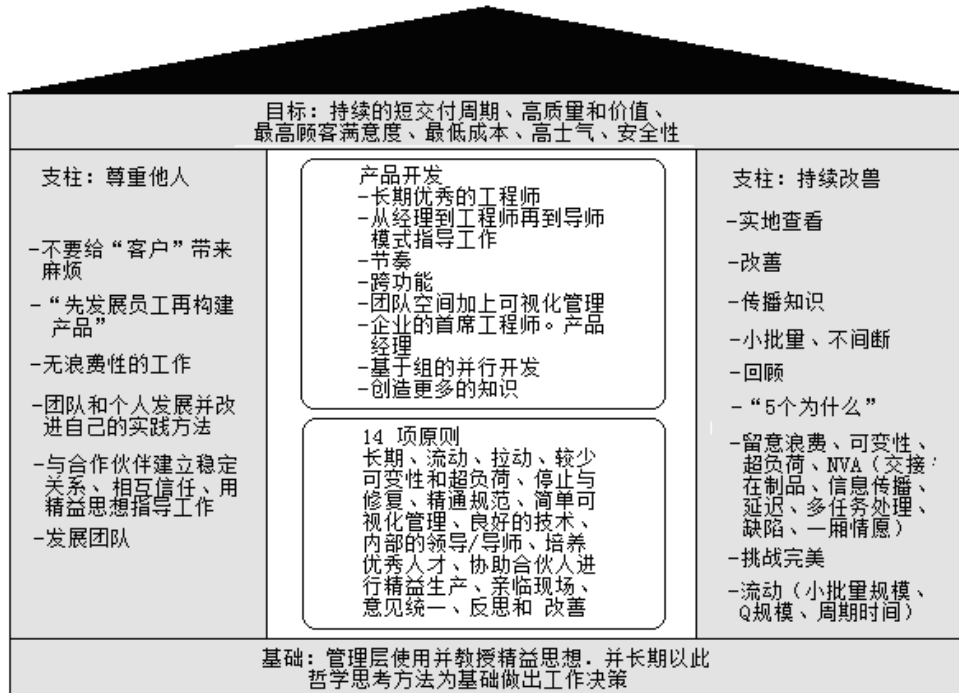 目标：持续的短交付周期、高质量和价值、
最高顾客满意度、最低成本、高士气、安全性
支柱：尊重他人
-不要给“客户”带来
麻烦
-“先发展员工再构建
产品”
-无浪费性的工作
-团队和个人发展并改
进自己的实践方法
-与合作伙伴建立稳定
关系、相互信任、用
精益思想指导工作
-发展团队
产品开发
-长期优秀的工程师
-从经理到工程师再到导师
模式指导工作
-节奏
-跨功能
-团队空间加上可视化管理
-企业的首席工程师。产品
经理
-基于组的并行开发
-创造更多的知识
14 项原则
长期、流动、拉动、较少
可变性和超负荷、停止与
修复、精通规范、简单可
视化管理、良好的技术、
内部的领导/导师、培养
优秀人才、协助合伙人进
行精益生产、亲临现场、
意见统一、反思和 改善
支柱：持续改兽
-实地查看
-改善
-传播知识
-小批量、不间断
-回顾
-“5个为什么”
-留意浪费、可变性、
超负荷、NVA（交接、
在制品、信息传播、
延迟、多任务处理、
缺陷、一厢情愿）
-挑战完美
-流动（小批量规模、
Q规模、周期时间）
基础：管理层使用并教授精益思想．并长期以此
哲学思考方法为基础做出工作决策